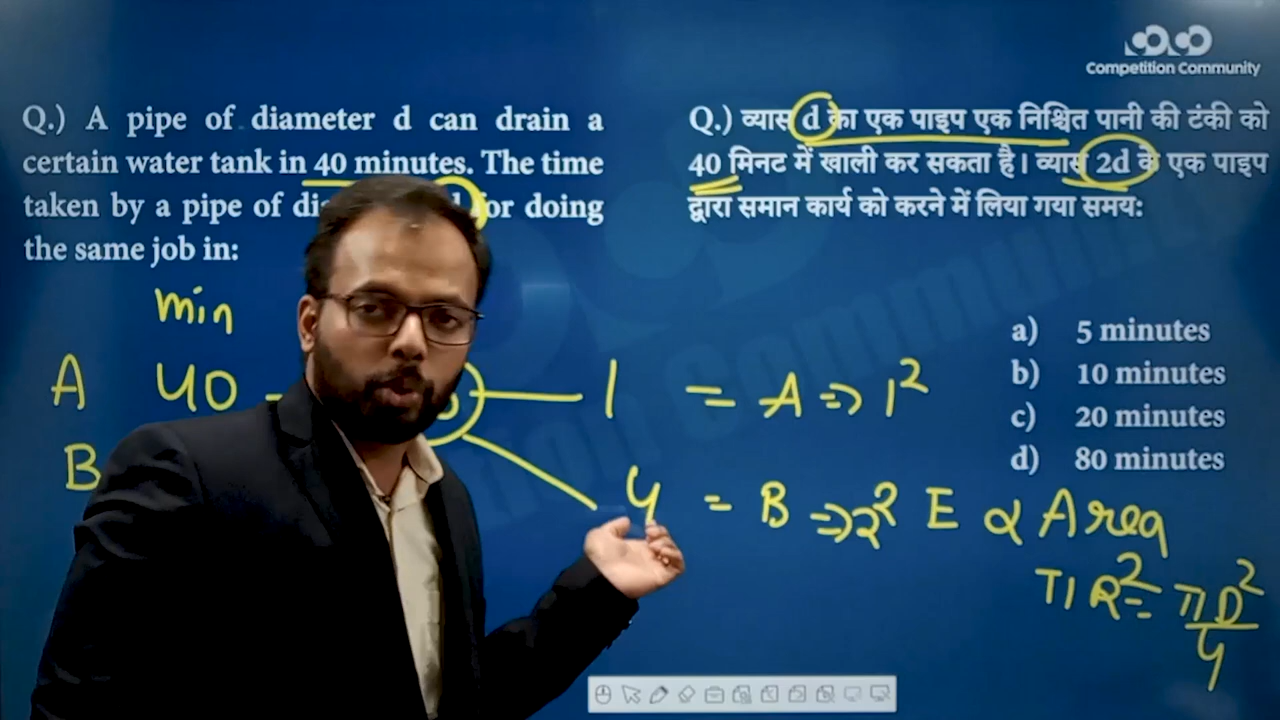 Competition Community
Q.) A pipe of diameter d can drain a
certain water tank in 40 minutes. The time
taken by a pipe of or doing
the same job in:
Q.) व्यास d का एक पाइप एक निश्चित पानी की टंकी को
40 मिनट में खाली कर सकता है। व्यास 2d के एक पाइप
द्वारा समान कार्य को करने में लिया गया समय:
a) 5 minutes
b) 10 minutes
c) 20 minutes
d) 80 minutes
min
A 40 - 1 = A => 1²
B 4 = B => 2² E α Area
πR² = πD²/4